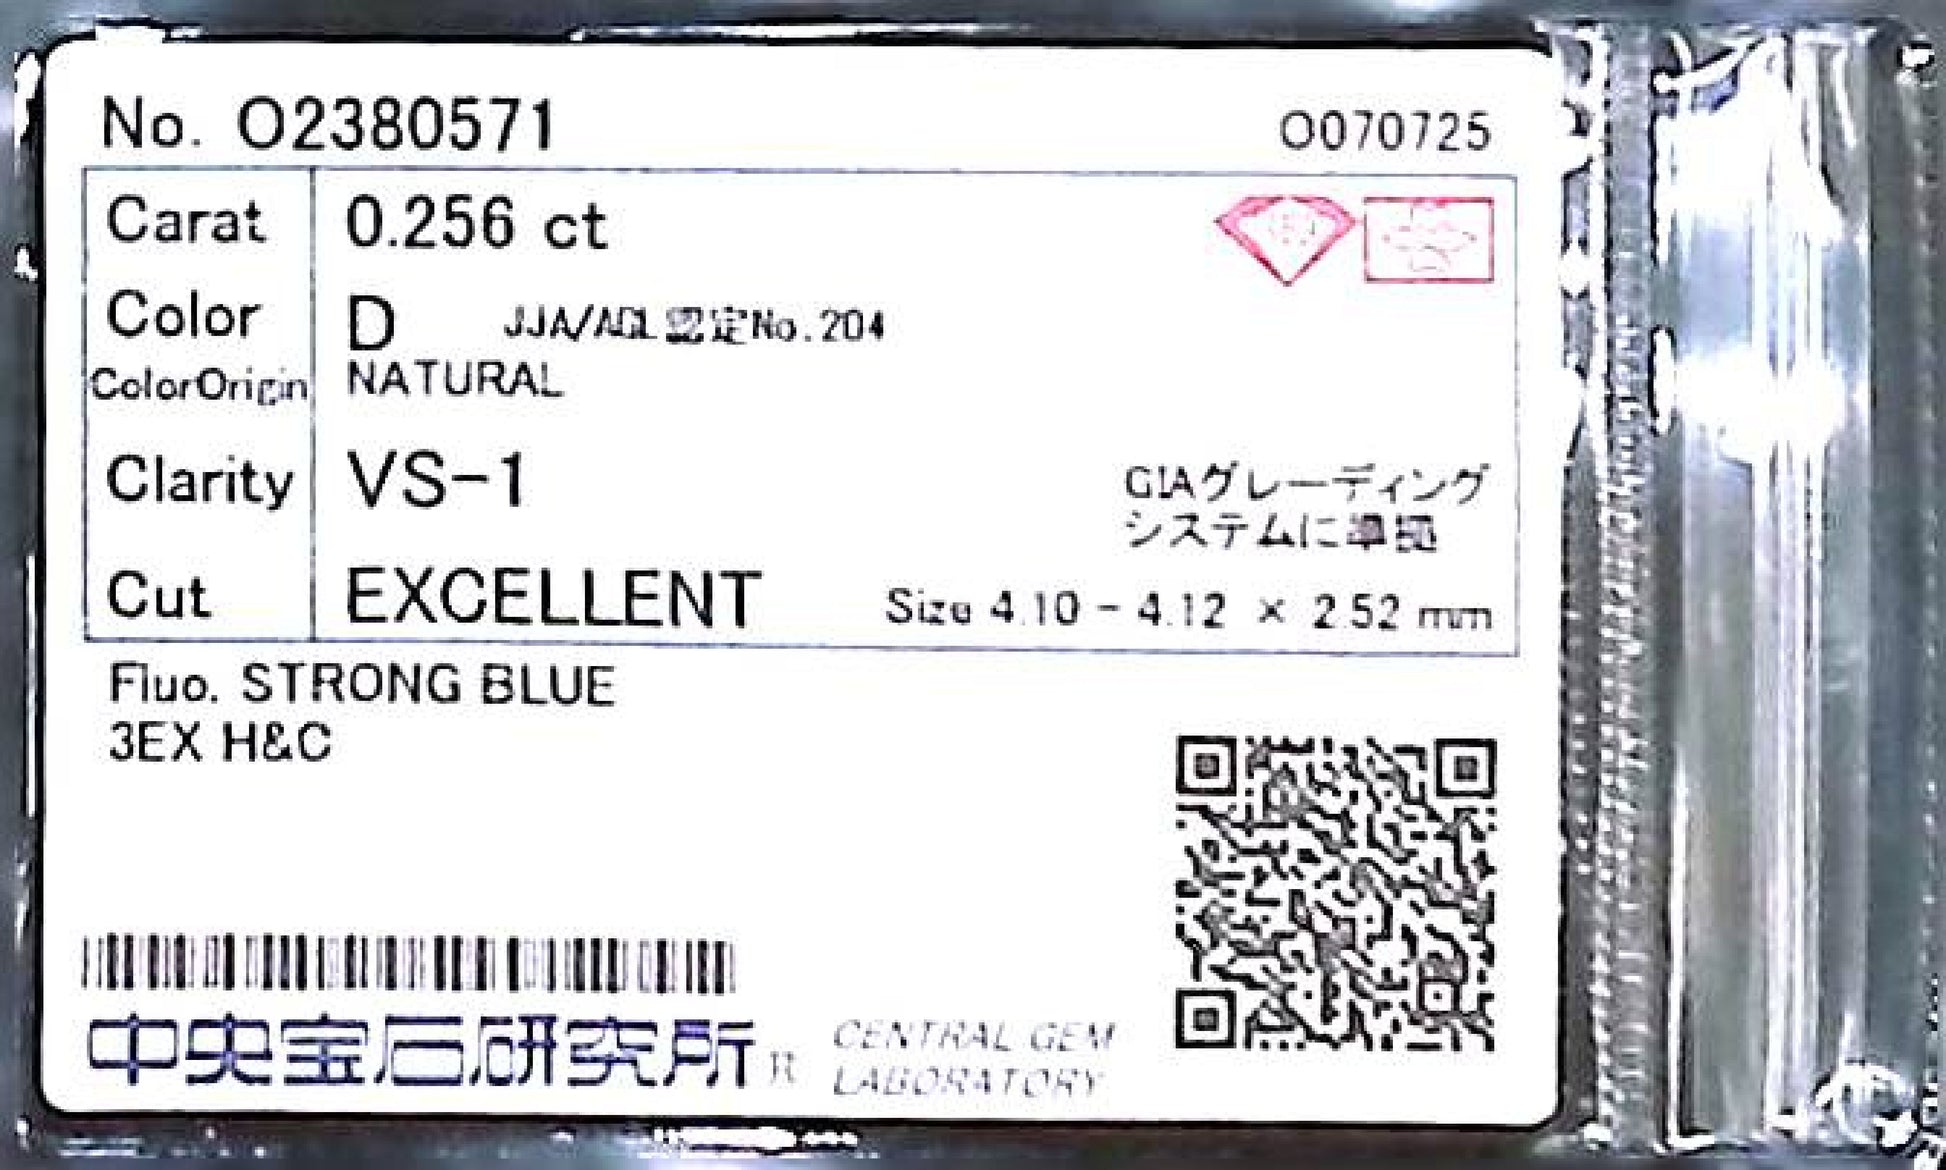 No. O2380571
O070725
Carat 0.256 ct
Color D JJA/AGL認定No.204
ColorOrigin NATURAL
Clarity VS-1
GIAグレーディング
システムに準拠
Cut EXCELLENT Size 4.10 - 4.12 × 2.52 mm
Fluo. STRONG BLUE
3EX H&C
中央宝石研究所 R CENTRAL GEM
LABORATORY